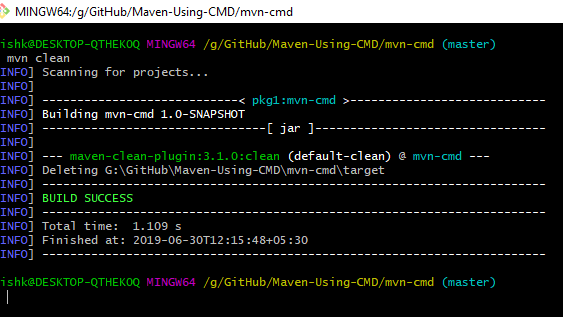 MINGW64:/g/GitHub/Maven-Using-CMD/mvn-cmd
ishk@DESKTOP-QTHEKOQ MINGW64 /g/GitHub/Maven-Using-CMD/mvn-cmd (master)
mvn clean
INFO] Scanning for projects...
INFO]
INFO] --------------------------< pkg1:mvn-cmd >--------------------------
INFO] Building mvn-cmd 1.0-SNAPSHOT
INFO] --------------------------------[ jar ]---------------------------------
INFO]
INFO] --- maven-clean-plugin:3.1.0:clean (default-clean) @ mvn-cmd ---
INFO] Deleting G:\GitHub\Maven-Using-CMD\mvn-cmd\target
INFO] ------------------------------------------------------------------------
INFO] BUILD SUCCESS
INFO] ------------------------------------------------------------------------
INFO] Total time:  1.109 s
INFO] Finished at: 2019-06-30T12:15:48+05:30
INFO] ------------------------------------------------------------------------
ishk@DESKTOP-QTHEKOQ MINGW64 /g/GitHub/Maven-Using-CMD/mvn-cmd (master)